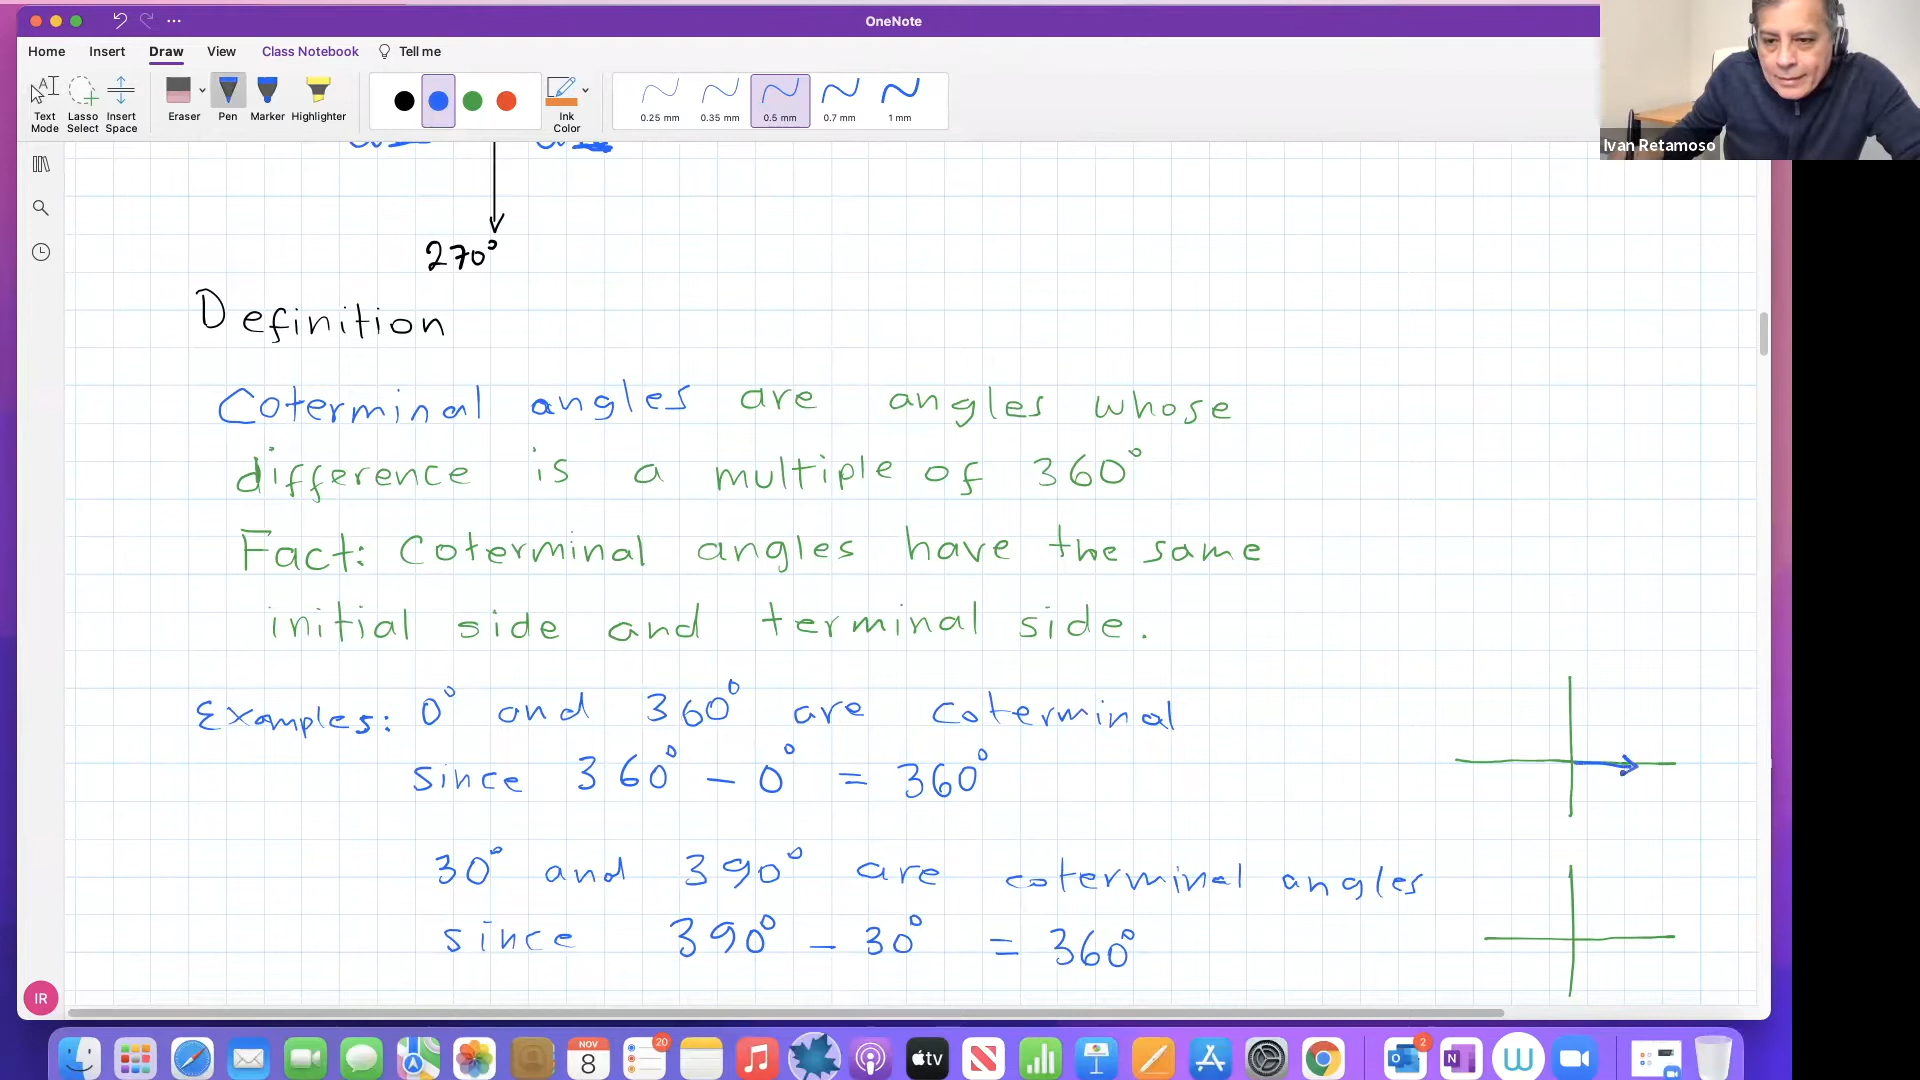 OneNote
Home Insert Draw View Class Notebook Tell me
Text Mode Lasso Select Insert Space Eraser Pen Marker Highlighter Ink Color 0.25 mm 0.35 mm 0.5 mm 0.7 mm 1 mm
Ivan Retamoso
270°
Definition
Coterminal angles are angles whose
difference is a multiple of 360°
Fact: Coterminal angles have the same
initial side and terminal side.
Examples: 0° and 360° are coterminal
since 360° - 0° = 360°
30° and 390° are coterminal angles
since 390° - 30° = 360°
IR
NOV
8
20
tv
2